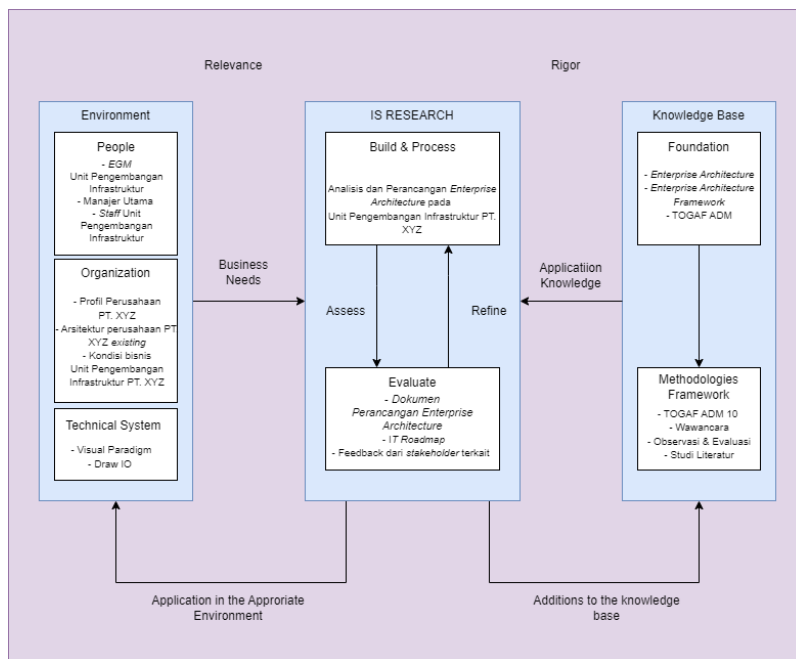 Relevance
Rigor
Environment
People
- EGM
Unit Pengembangan
Infrastruktur
- Manajer Utama
- Staff Unit
Pengembangan
Infrastruktur
Organization
- Profil Perusahaan
PT. XYZ
- Arsitektur perusahaan PT.
XYZ existing
- Kondisi bisnis
Unit Pengembangan
Infrastruktur PT. XYZ
Technical System
- Visual Paradigm
- Draw IO
Business
Needs
IS RESEARCH
Build & Process
Analisis dan Perancangan Enterprise
Architecture pada
Unit Pengembangan Infrastruktur PT.
XYZ
Assess
Refine
Evaluate
- Dokumen
Perancangan Enterprise
Architecture
- IT Roadmap
- Feedback dari stakeholder terkait
Applicatiion
Knowledge
Knowledge Base
Foundation
- Enterprise Architecture
- Enterprise Architecture
Framework
- TOGAF ADM
Methodologies
Framework
- TOGAF ADM 10
- Wawancara
- Observasi & Evaluasi
- Studi Literatur
Application in the Approriate
Environment
Additions to the knowledge
base